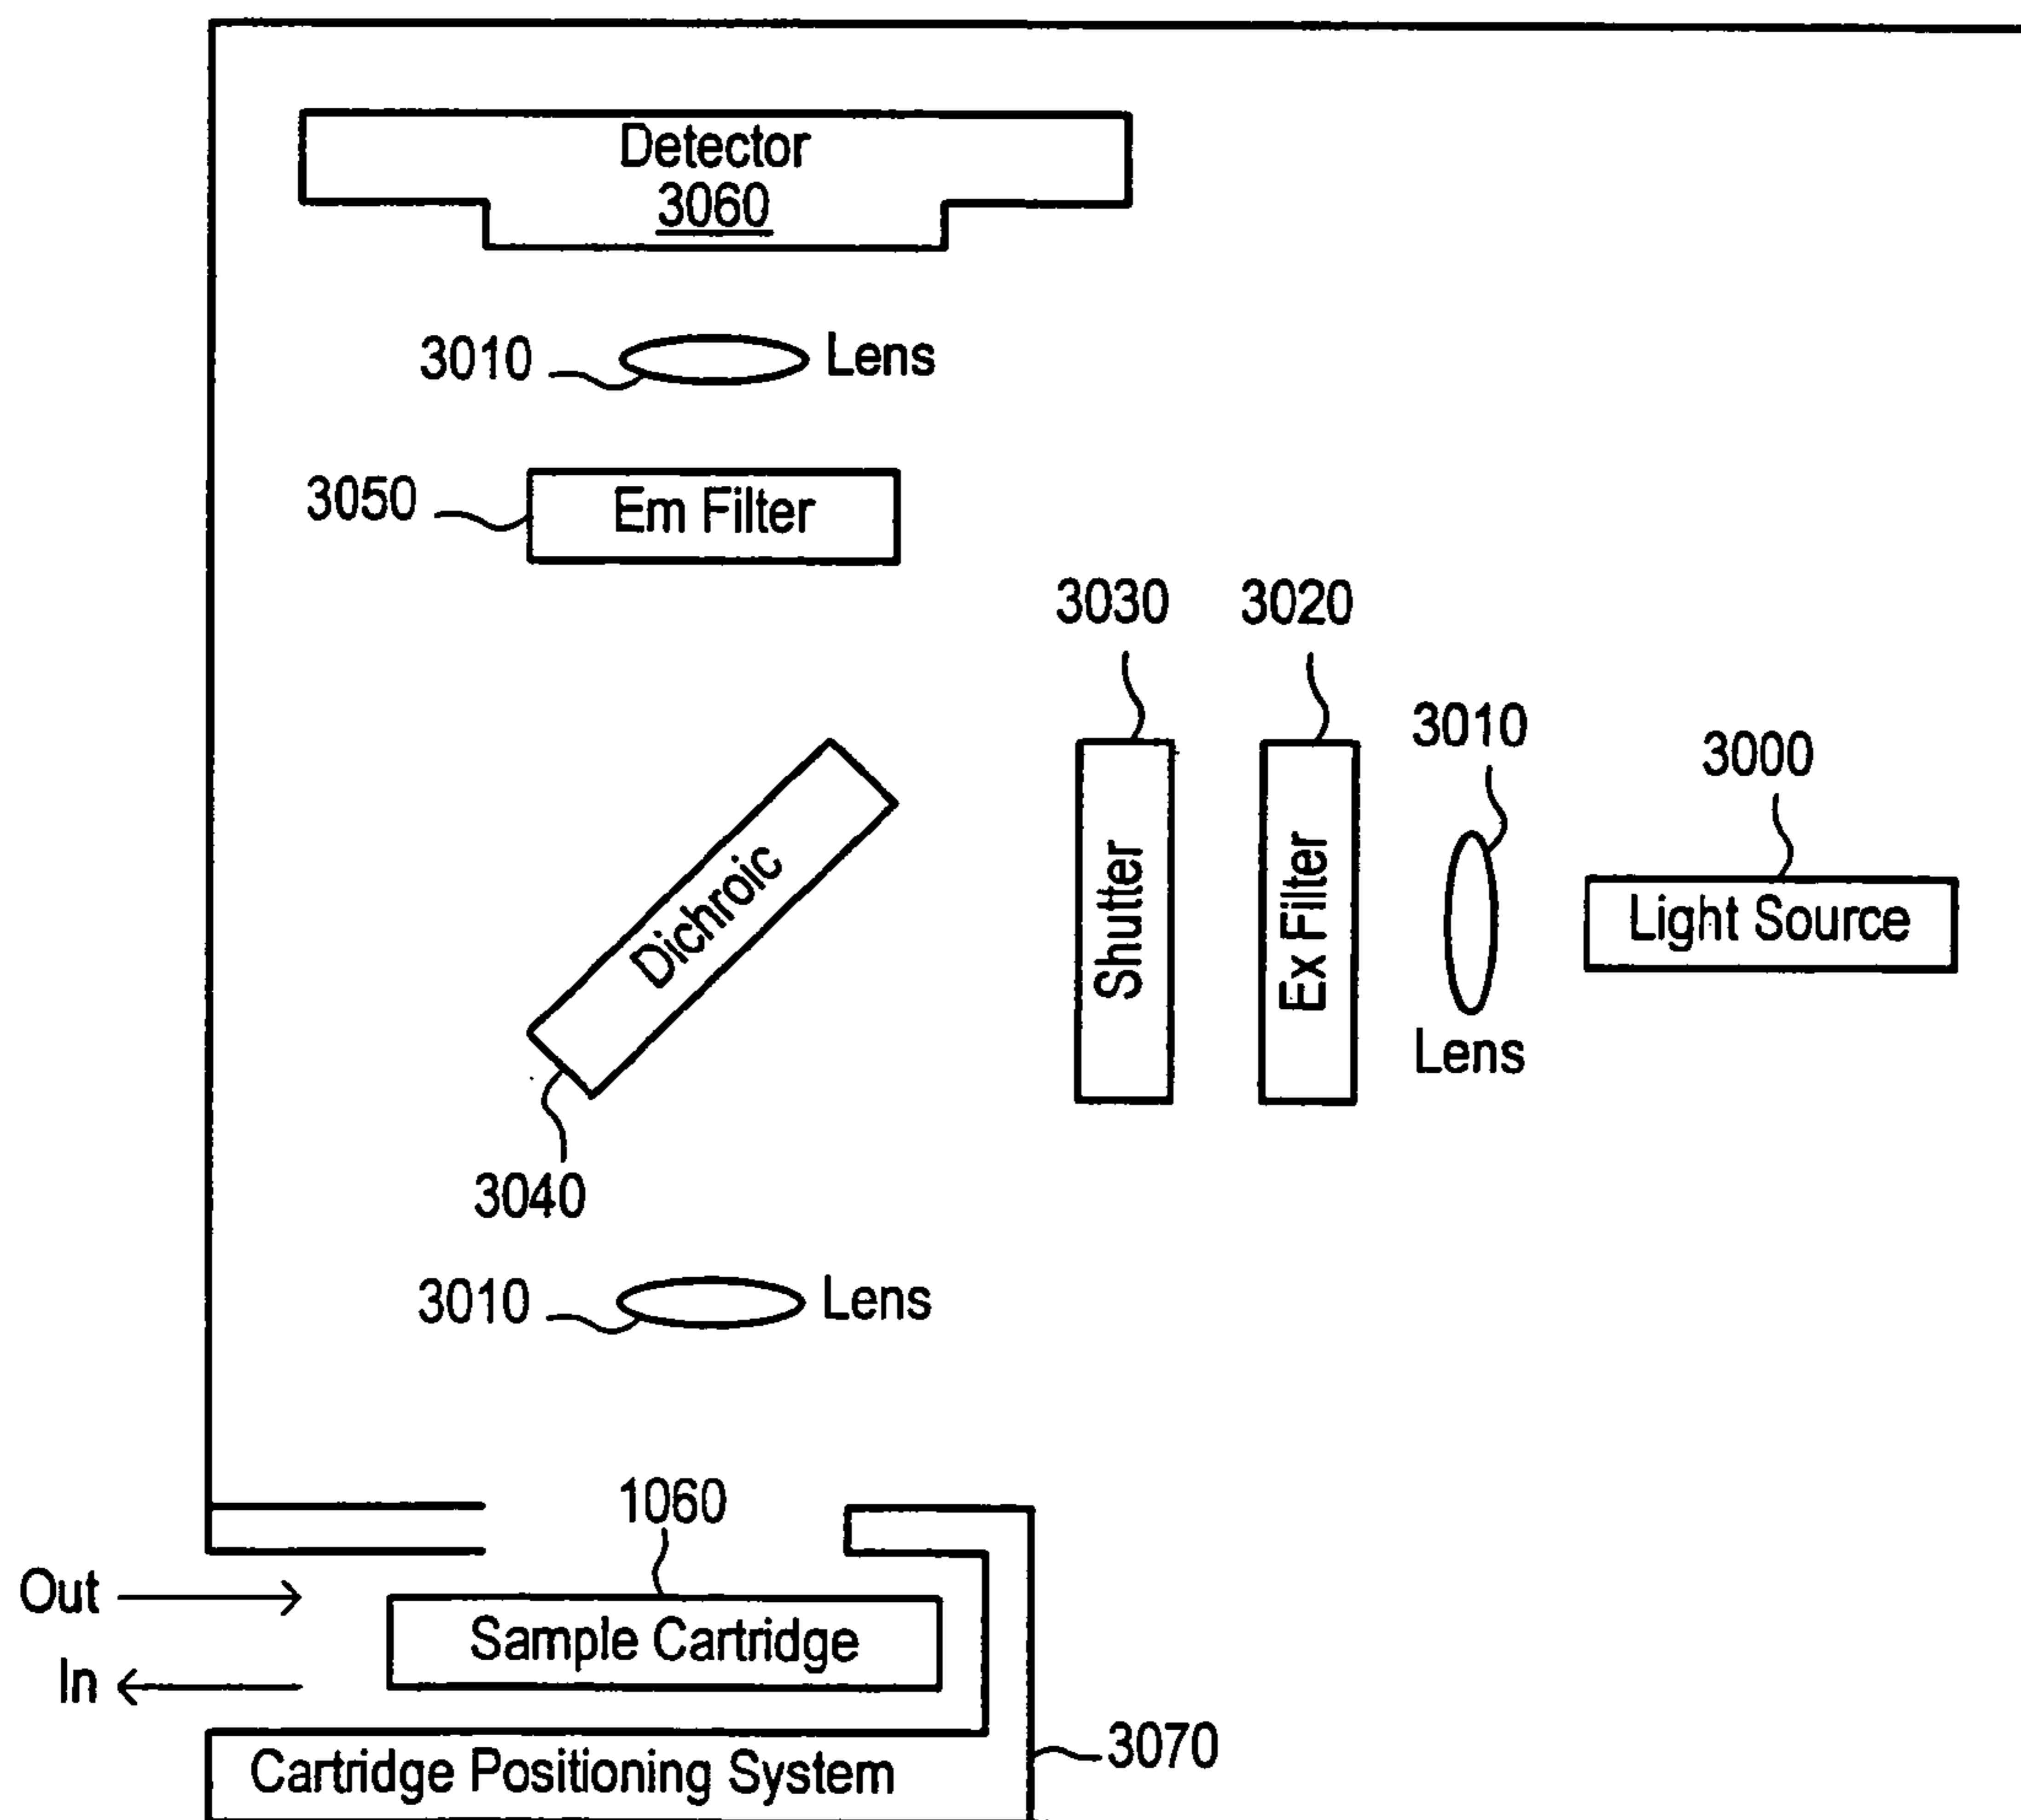 Detector
3060
3010 Lens
3050 Em Filter
3030 3020
3010
3000
Dichroic
Shutter
Ex Filter
Light Source
Lens
3040
3010 Lens
1060
Out
Sample Cartridge
In
3070
Cartridge Positioning System